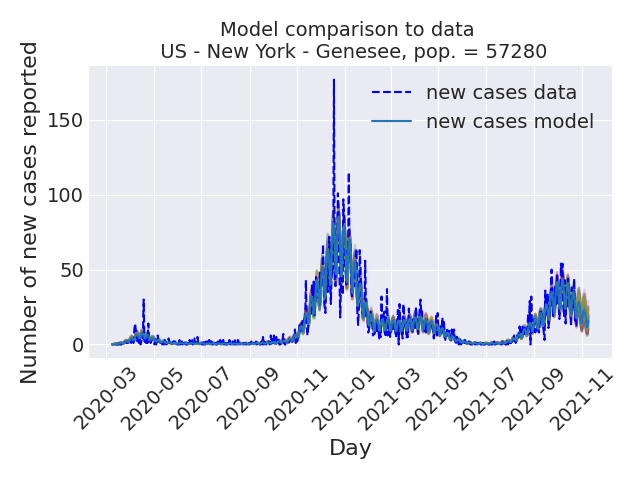 Model comparison to data
US - New York - Genesee, pop. = 57280
Number of new cases reported
150
100
50
0
new cases data
new cases model
2020-03
2020-05
2020-07
2020-09
2020-11
2021-01
2021-03
2021-05
2021-07
2021-09
2021-11
Day